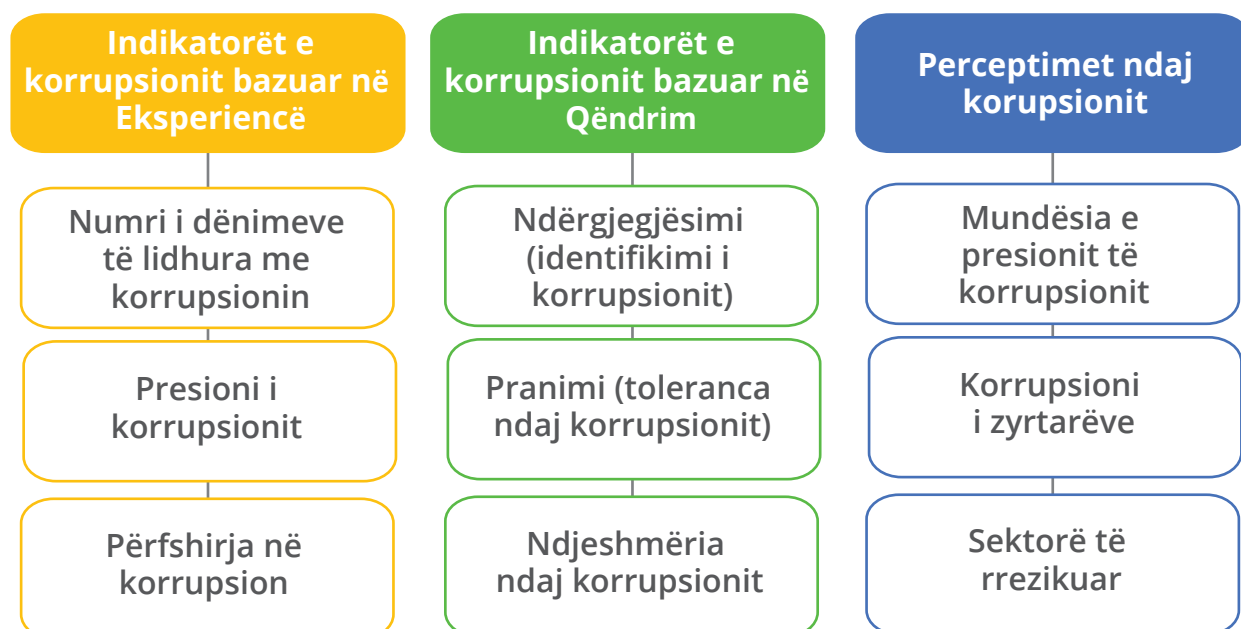 Indikatorët e
korrupsionit bazuar në
Eksperiencë
Numri i dënimeve
të lidhura me
korrupsionin
Presioni i
korrupsionit
Përfshirja në
korrupsion
Indikatorët e
korrupsionit bazuar në
Qëndrim
Ndërgjegjësimi
(identifikimi i
korrupsionit)
Pranimi (toleranca
ndaj korrupsionit)
Ndjeshmëria
ndaj korrupsionit
Perceptimet ndaj
korupsionit
Mundësia e
presionit të
korrupsionit
Korrupsioni
i zyrtarëve
Sektorë të
rrezikuar